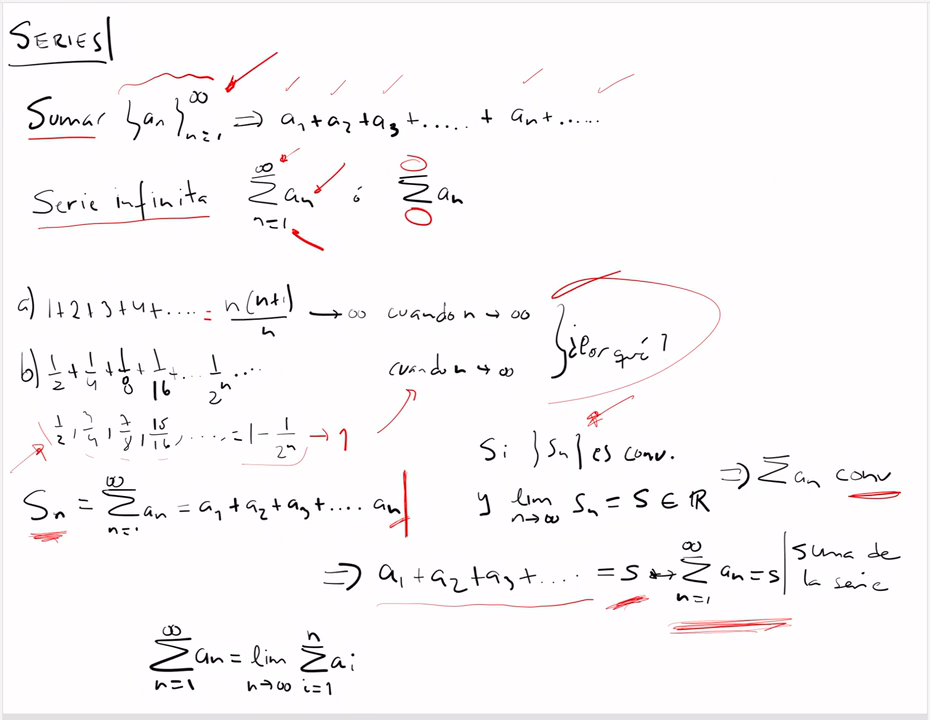 SERIES
Sumar {an}_{n=1}^{∞} ⇒ a₁+a₂+a₃+.....+ an+......
Serie infinita ∑_{n=1}^{∞} an ó ∑ an
a) 1+2+3+4+..... = n(n+1)/n → ∞ cuando n → ∞ } ¿Por qué?
b) 1/2+1/4+1/8+1/16+... 1/2ⁿ .... cuando n → ∞
1/2, 3/4, 7/8, 15/16, ..... = 1 − 1/2ⁿ → 1
Si {Sn} es conv.
y lim_{n→∞} Sn = S ∈ ℝ ⇒ ∑ an conv
Sn = ∑_{n=1}^{∞} an = a₁+a₂+a₃+.... an
⇒ a₁+a₂+a₃+..... = S ↔ ∑_{n=1}^{∞} an = S | suma de la serie
∑_{n=1}^{∞} an = lim_{n→∞} ∑_{i=1}^{n} ai